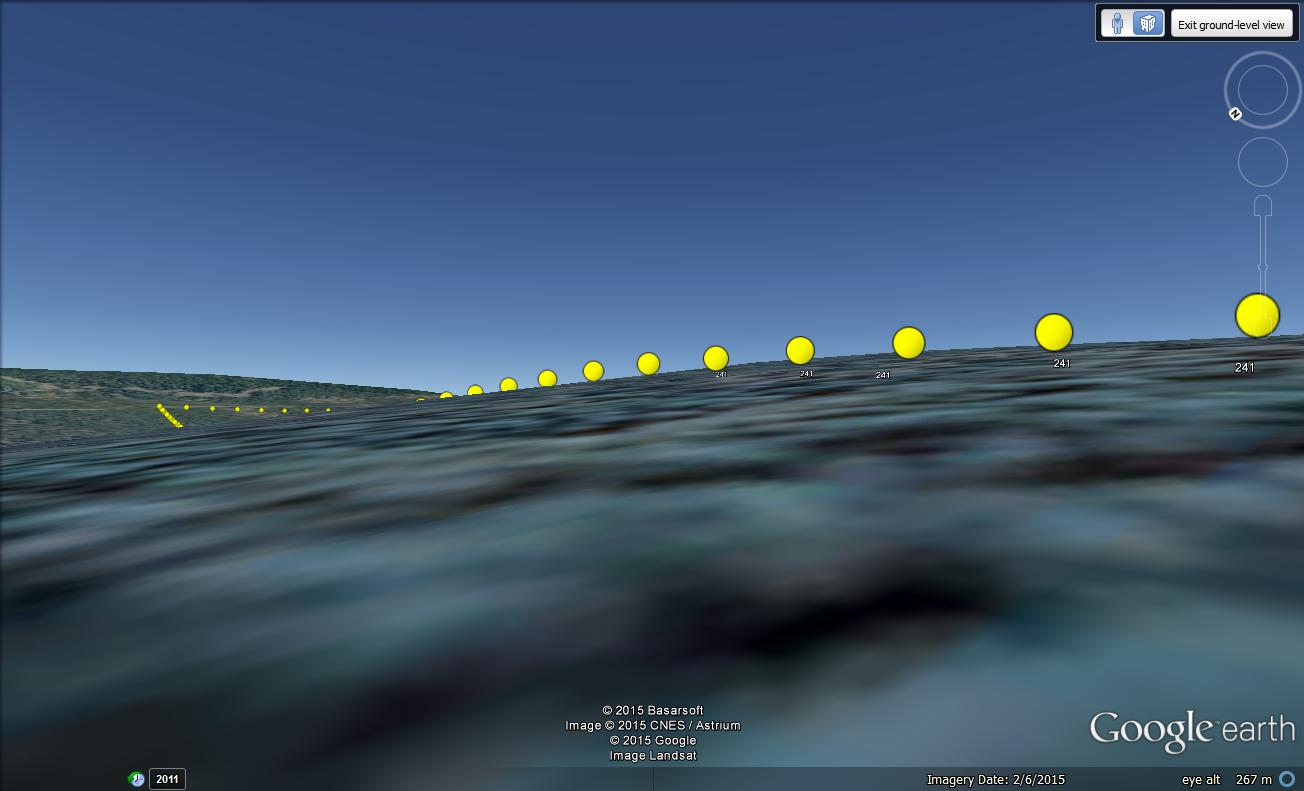 Exit ground-level view
N
241
241
241
241
241
© 2015 Basarsoft
Image © 2015 CNES / Astrium
© 2015 Google
Image Landsat
Google earth
2011
Imagery Date: 2/6/2015
eye alt 267 m